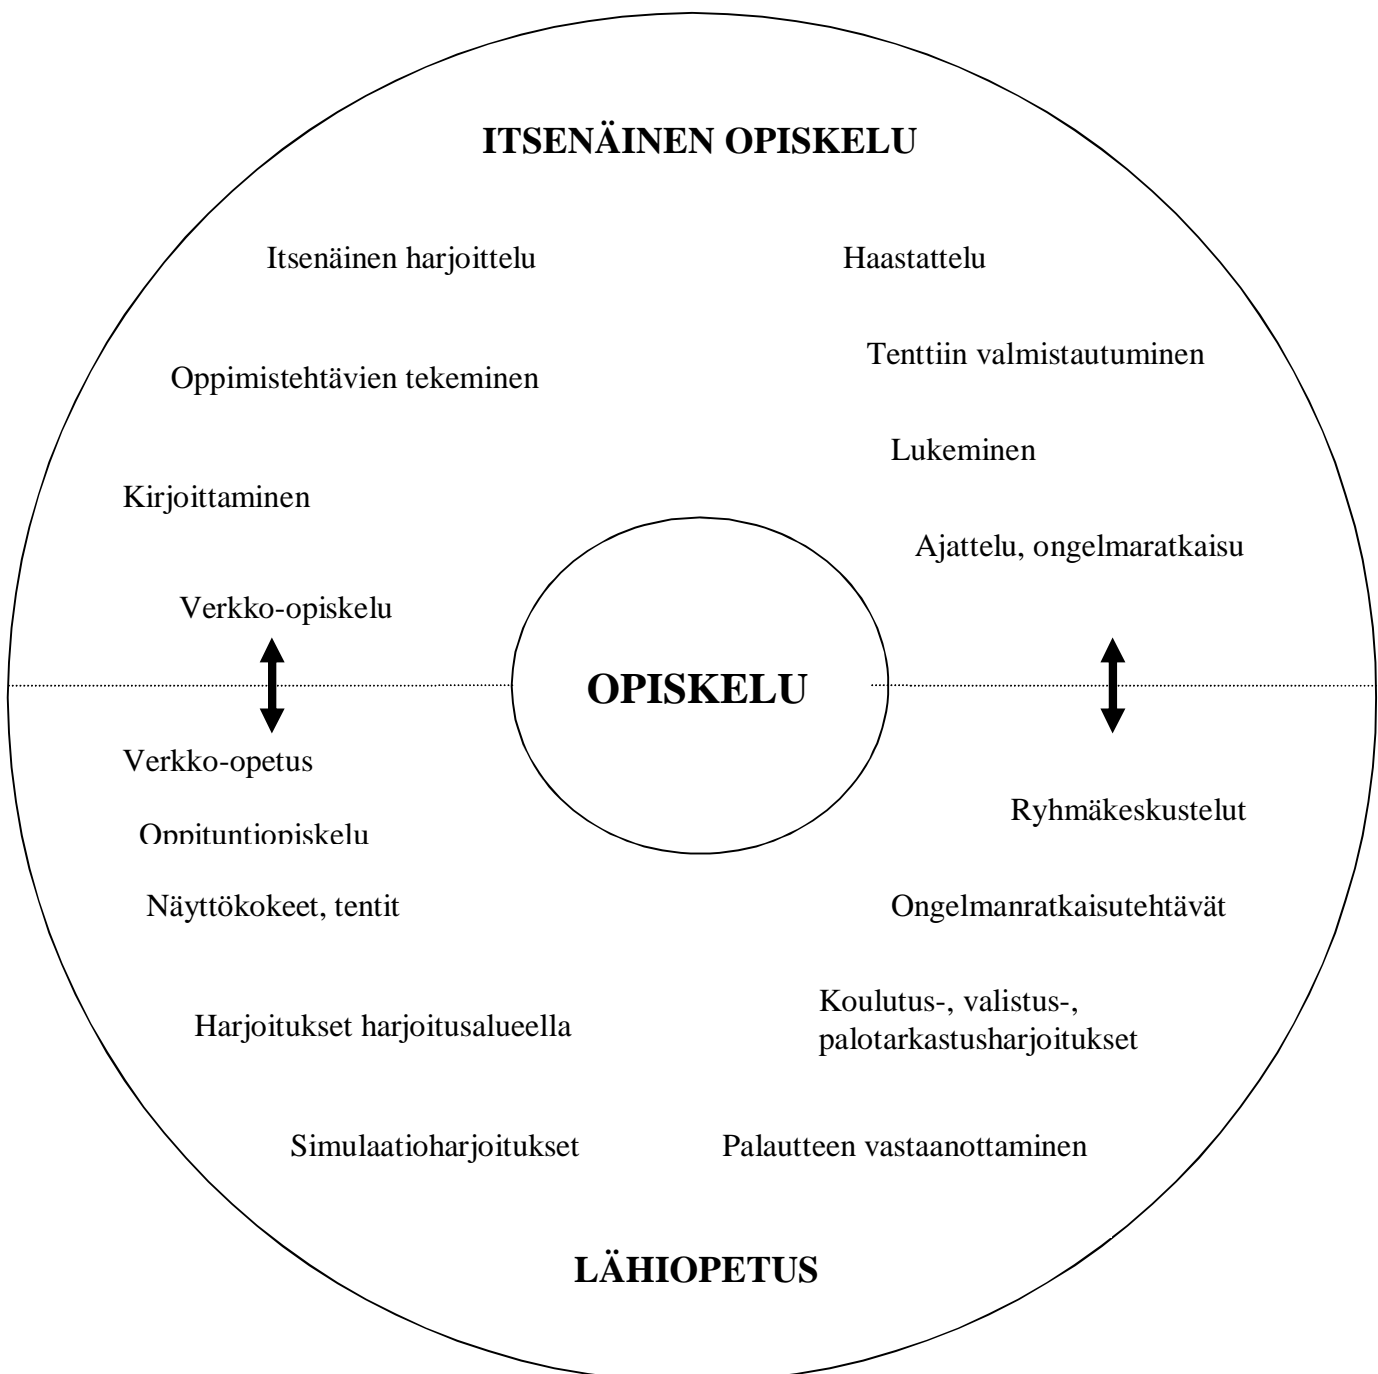 ITSENÄINEN OPISKELU
Itsenäinen harjoittelu
Haastattelu
Oppimistehtävien tekeminen
Tenttiin valmistautuminen
Lukeminen
Kirjoittaminen
Ajattelu, ongelmaratkaisu
Verkko-opiskelu
OPISKELU
Verkko-opetus
Ryhmäkeskustelut
Oppituntiopiskelu
Näyttökokeet, tentit
Ongelmanratkaisutehtävät
Harjoitukset harjoitusalueella
Koulutus-, valistus-,
palotarkastusharjoitukset
Simulaatioharjoitukset
Palautteen vastaanottaminen
LÄHIOPETUS